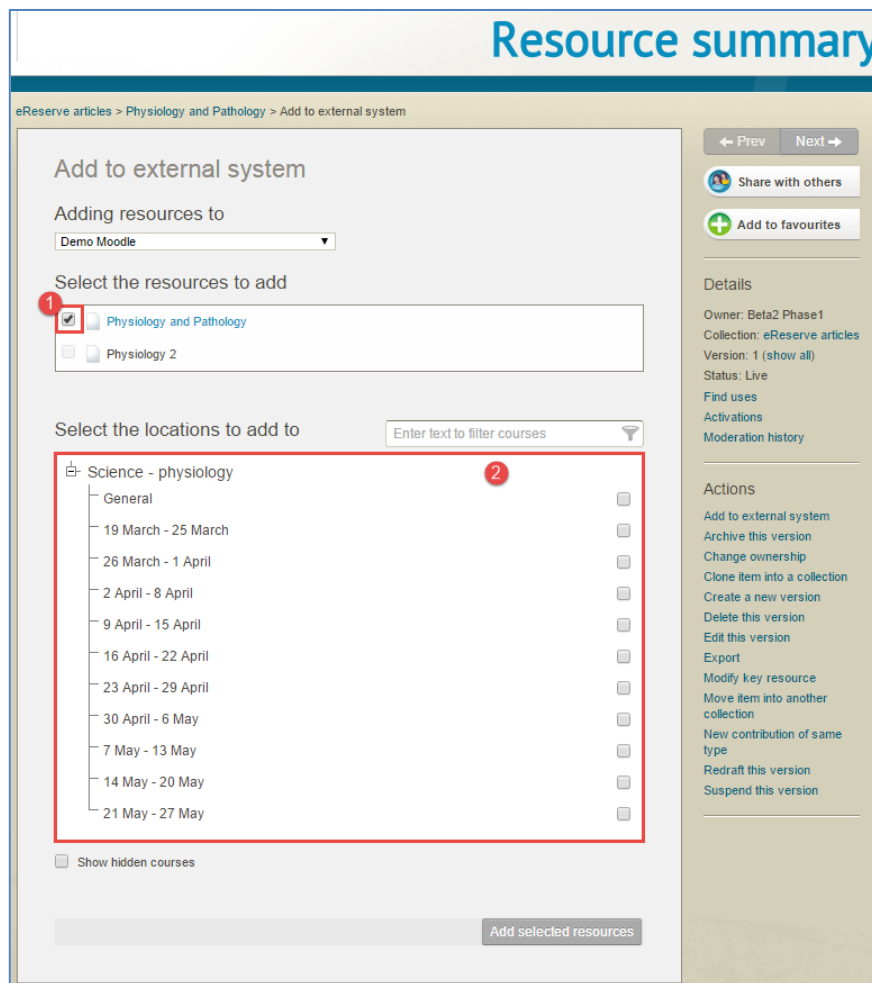 Resource summary
eReserve articles > Physiology and Pathology > Add to external system
Add to external system
Adding resources to
Demo Moodle
Select the resources to add
1
Physiology and Pathology
Physiology 2
Select the locations to add to
Enter text to filter courses
Science - physiology
2
General
19 March - 25 March
26 March - 1 April
2 April - 8 April
9 April - 15 April
16 April - 22 April
23 April - 29 April
30 April - 6 May
7 May - 13 May
14 May - 20 May
21 May - 27 May
Show hidden courses
Add selected resources
Prev
Next
Share with others
Add to favourites
Details
Owner: Beta2 Phase1
Collection: eReserve articles
Version: 1 (show all)
Status: Live
Find uses
Activations
Moderation history
Actions
Add to external system
Archive this version
Change ownership
Clone item into a collection
Create a new version
Delete this version
Edit this version
Export
Modify key resource
Move item into another
collection
New contribution of same
type
Redraft this version
Suspend this version